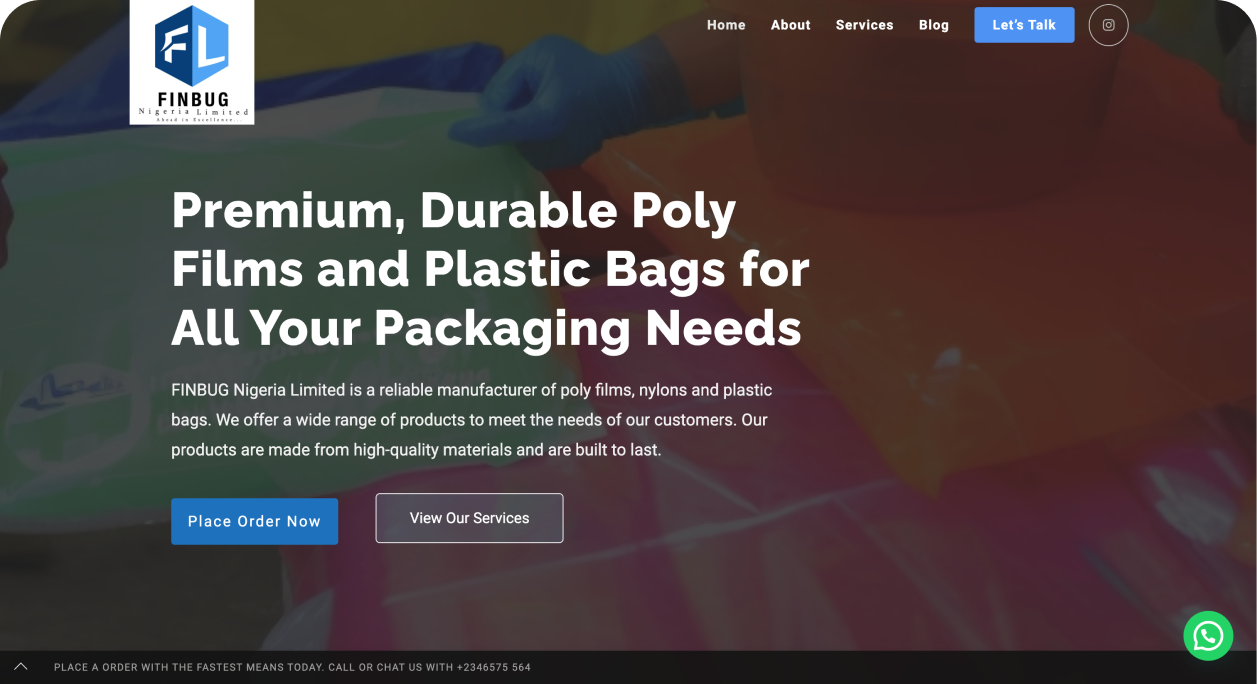 FL
FINBUG
Nigeria Limited
Ahead in Excellence...
Home About Services Blog Let's Talk
Premium, Durable Poly
Films and Plastic Bags for
All Your Packaging Needs
FINBUG Nigeria Limited is a reliable manufacturer of poly films, nylons and plastic
bags. We offer a wide range of products to meet the needs of our customers. Our
products are made from high-quality materials and are built to last.
Place Order Now View Our Services
PLACE A ORDER WITH THE FASTEST MEANS TODAY. CALL OR CHAT US WITH +2346575 564